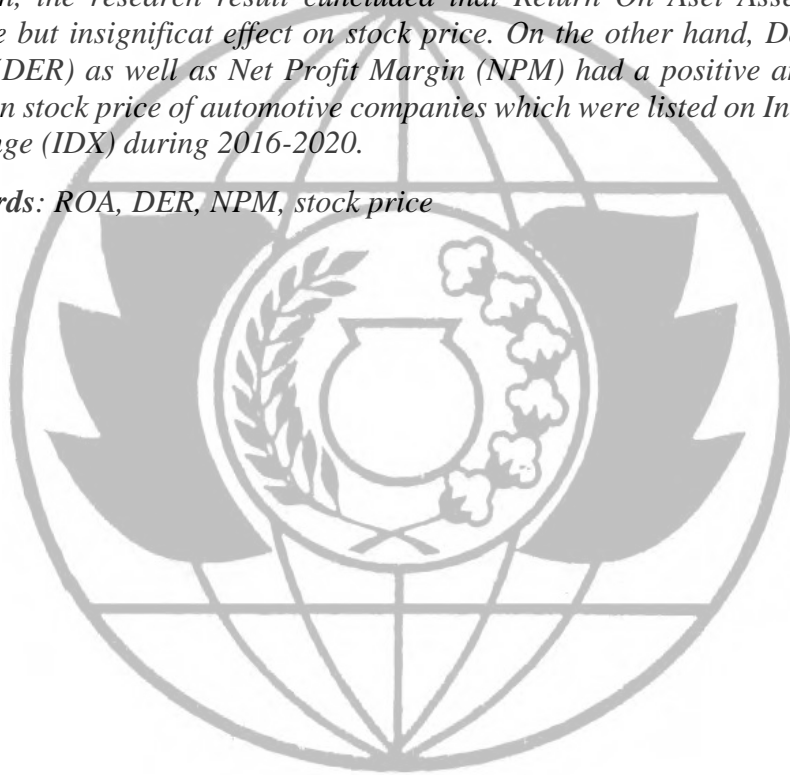 n, the research result concluded that Return On Aset Asse
e but insignificat effect on stock price. On the other hand, De
(DER) as well as Net Profit Margin (NPM) had a positive an
n stock price of automotive companies which were listed on In
nge (IDX) during 2016-2020.
rds: ROA, DER, NPM, stock price